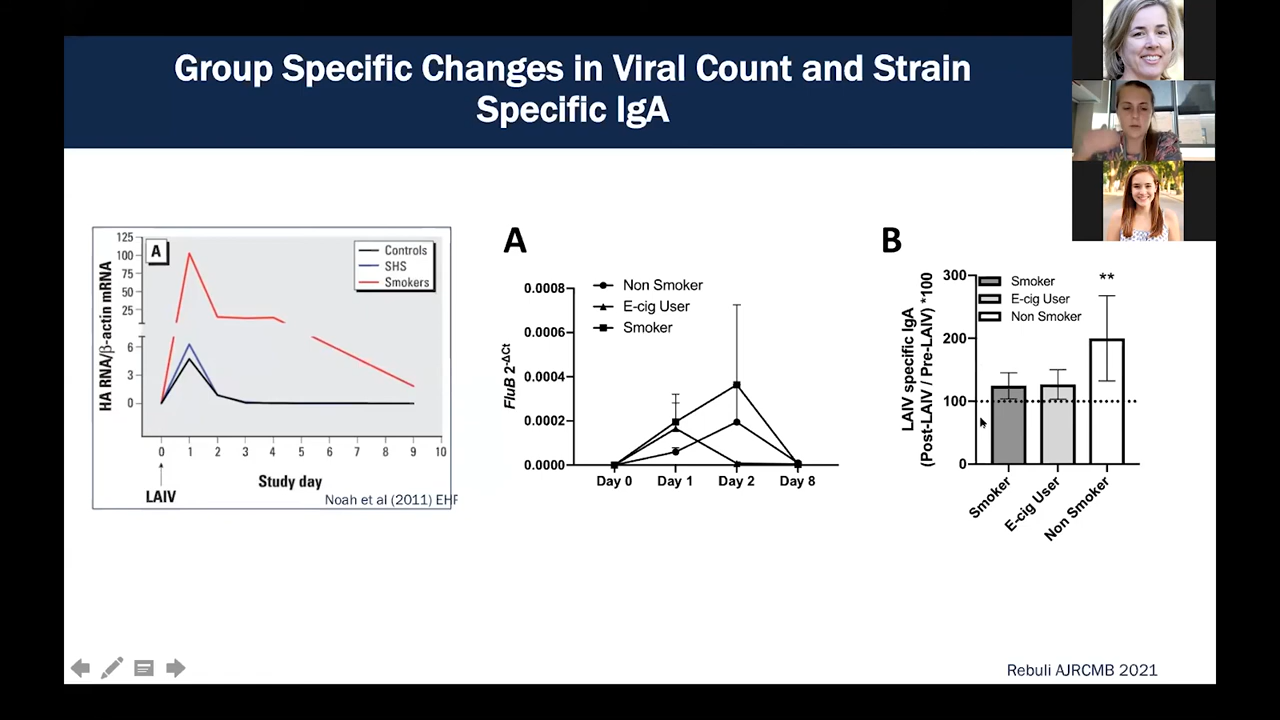 Group Specific Changes in Viral Count and Strain
Specific IgA
A
Controls
SHS
Smokers
HA RNA/β-actin mRNA
125
100
75
50
25
6
3
0
0 1 2 3 4 5 6 7 8 9 10
Study day
LAIV
Noah et al (2011) EHP
A
Non Smoker
E-cig User
Smoker
FluB 2-ΔCt
0.0008
0.0006
0.0004
0.0002
0.0000
Day 0 Day 1 Day 2 Day 8
B
LAIV specific IgA
(Post-LAIV / Pre-LAIV) *100
300
200
100
0
Smoker
E-cig User
Non Smoker
**
Smoker
E-cig User
Non Smoker
Rebuli AJRCMB 2021